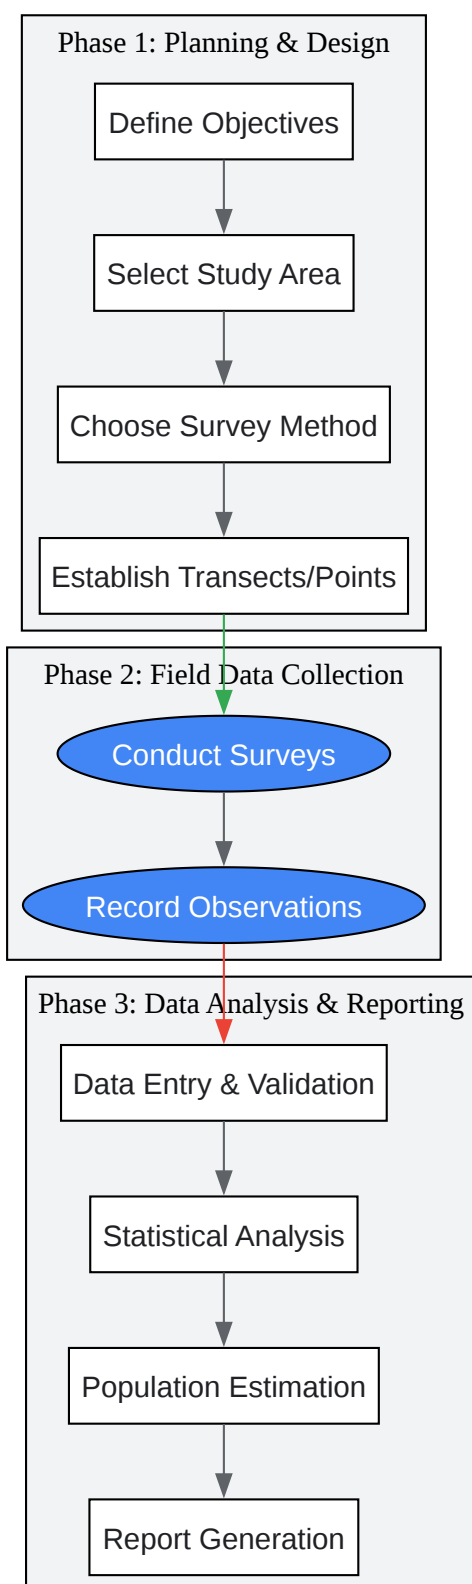 Phase 1: Planning & Design
Define Objectives
Select Study Area
Choose Survey Method
Establish Transects/Points
Phase 2: Field Data Collection
Conduct Surveys
Record Observations
Phase 3: Data Analysis & Reporting
Data Entry & Validation
Statistical Analysis
Population Estimation
Report Generation